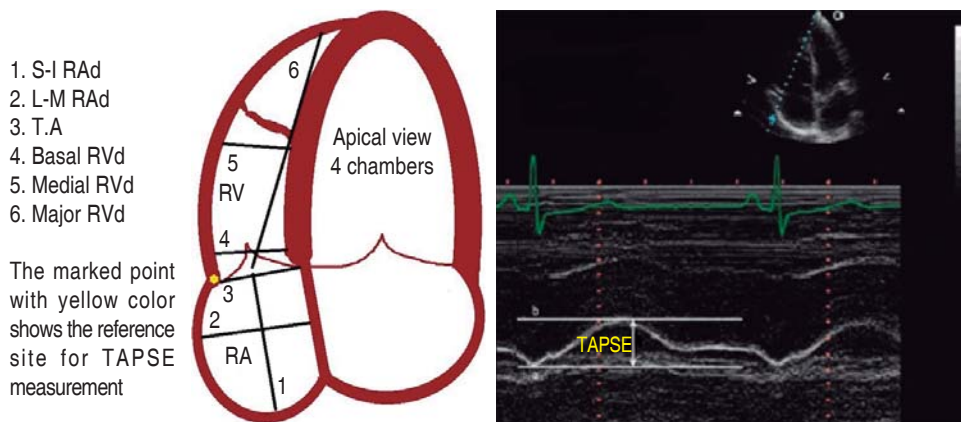 1. S-I RAd
2. L-M RAd
3. T.A
4. Basal RVd
5. Medial RVd
6. Major RVd
The marked point
with yellow color
shows the reference
site for TAPSE
measurement
6
Apical view
4 chambers
5
RV
4
3
2
RA
1
b
TAPSE
a